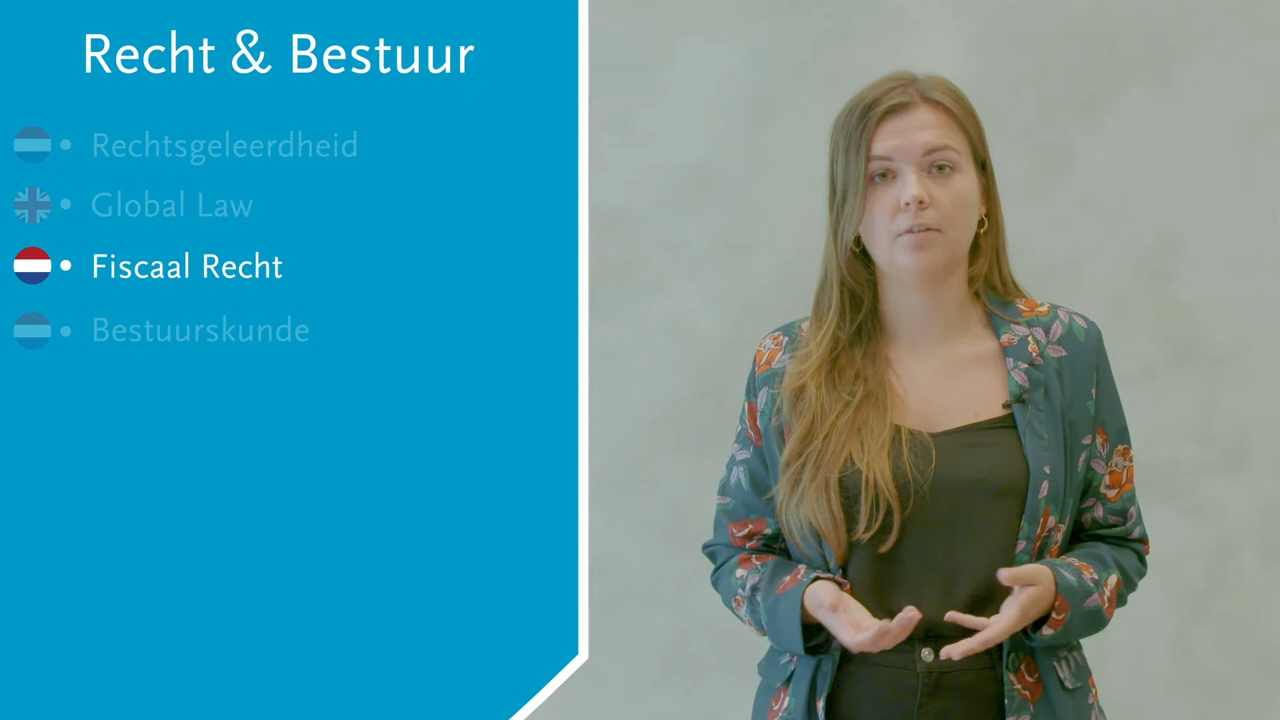 Recht & Bestuur
• Rechtsgeleerdheid
• Global Law
• Fiscaal Recht
• Bestuurskunde